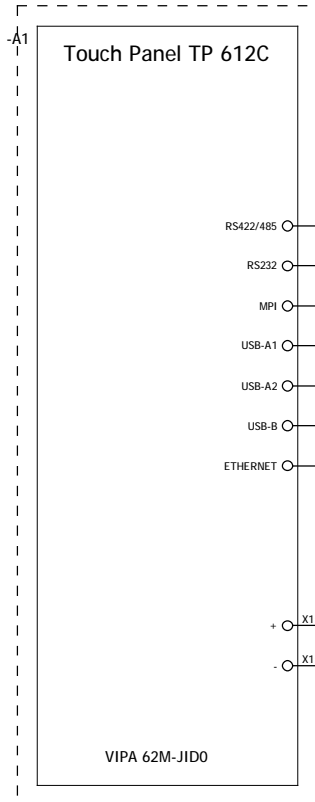 -A1
Touch Panel TP 612C
RS422/485
RS232
MPI
USB-A1
USB-A2
USB-B
ETHERNET
+ X1
- X1
VIPA 62M-JID0